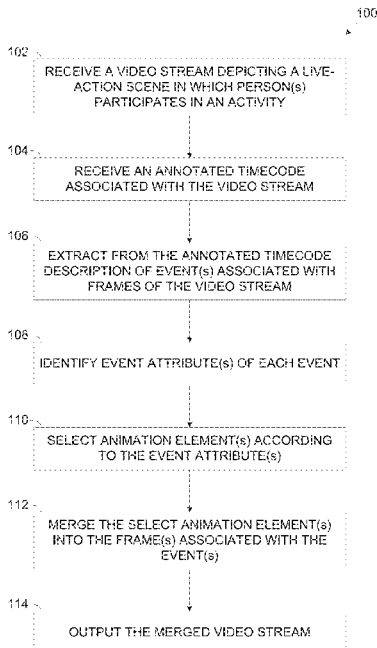 100
102
RECEIVE A VIDEO STREAM DEPICTING A LIVE-
ACTION SCENE IN WHICH PERSON(s)
PARTICIPATES IN AN ACTIVITY
104
RECEIVE AN ANNOTATED TIMECODE
ASSOCIATED WITH THE VIDEO STREAM
106
EXTRACT FROM THE ANNOTATED TIMECODE
DESCRIPTION OF EVENT(s) ASSOCIATED WITH
FRAMES OF THE VIDEO STREAM
108
IDENTIFY EVENT ATTRIBUTE(s) OF EACH EVENT
110
SELECT ANIMATION ELEMENT(s) ACCORDING
TO THE EVENT ATTRIBUTE(s)
112
MERGE THE SELECT ANIMATION ELEMENT(s)
INTO THE FRAME(s) ASSOCIATED WITH THE
EVENT(s)
114
OUTPUT THE MERGED VIDEO STREAM